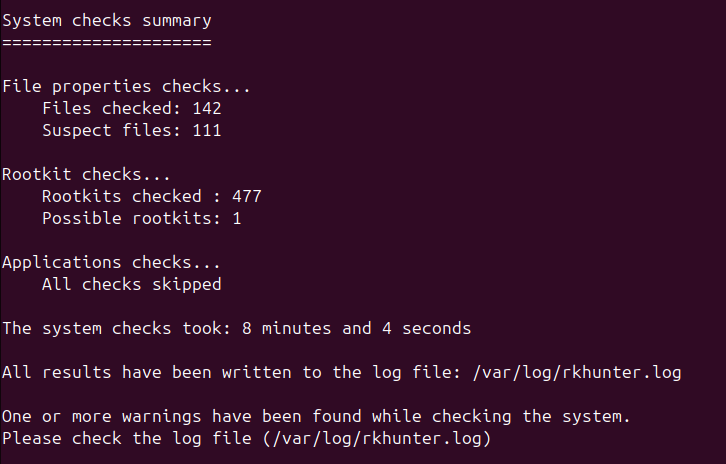 System checks summary
=====================
File properties checks...
Files checked: 142
Suspect files: 111
Rootkit checks...
Rootkits checked : 477
Possible rootkits: 1
Applications checks...
All checks skipped
The system checks took: 8 minutes and 4 seconds
All results have been written to the log file: /var/log/rkhunter.log
One or more warnings have been found while checking the system.
Please check the log file (/var/log/rkhunter.log)